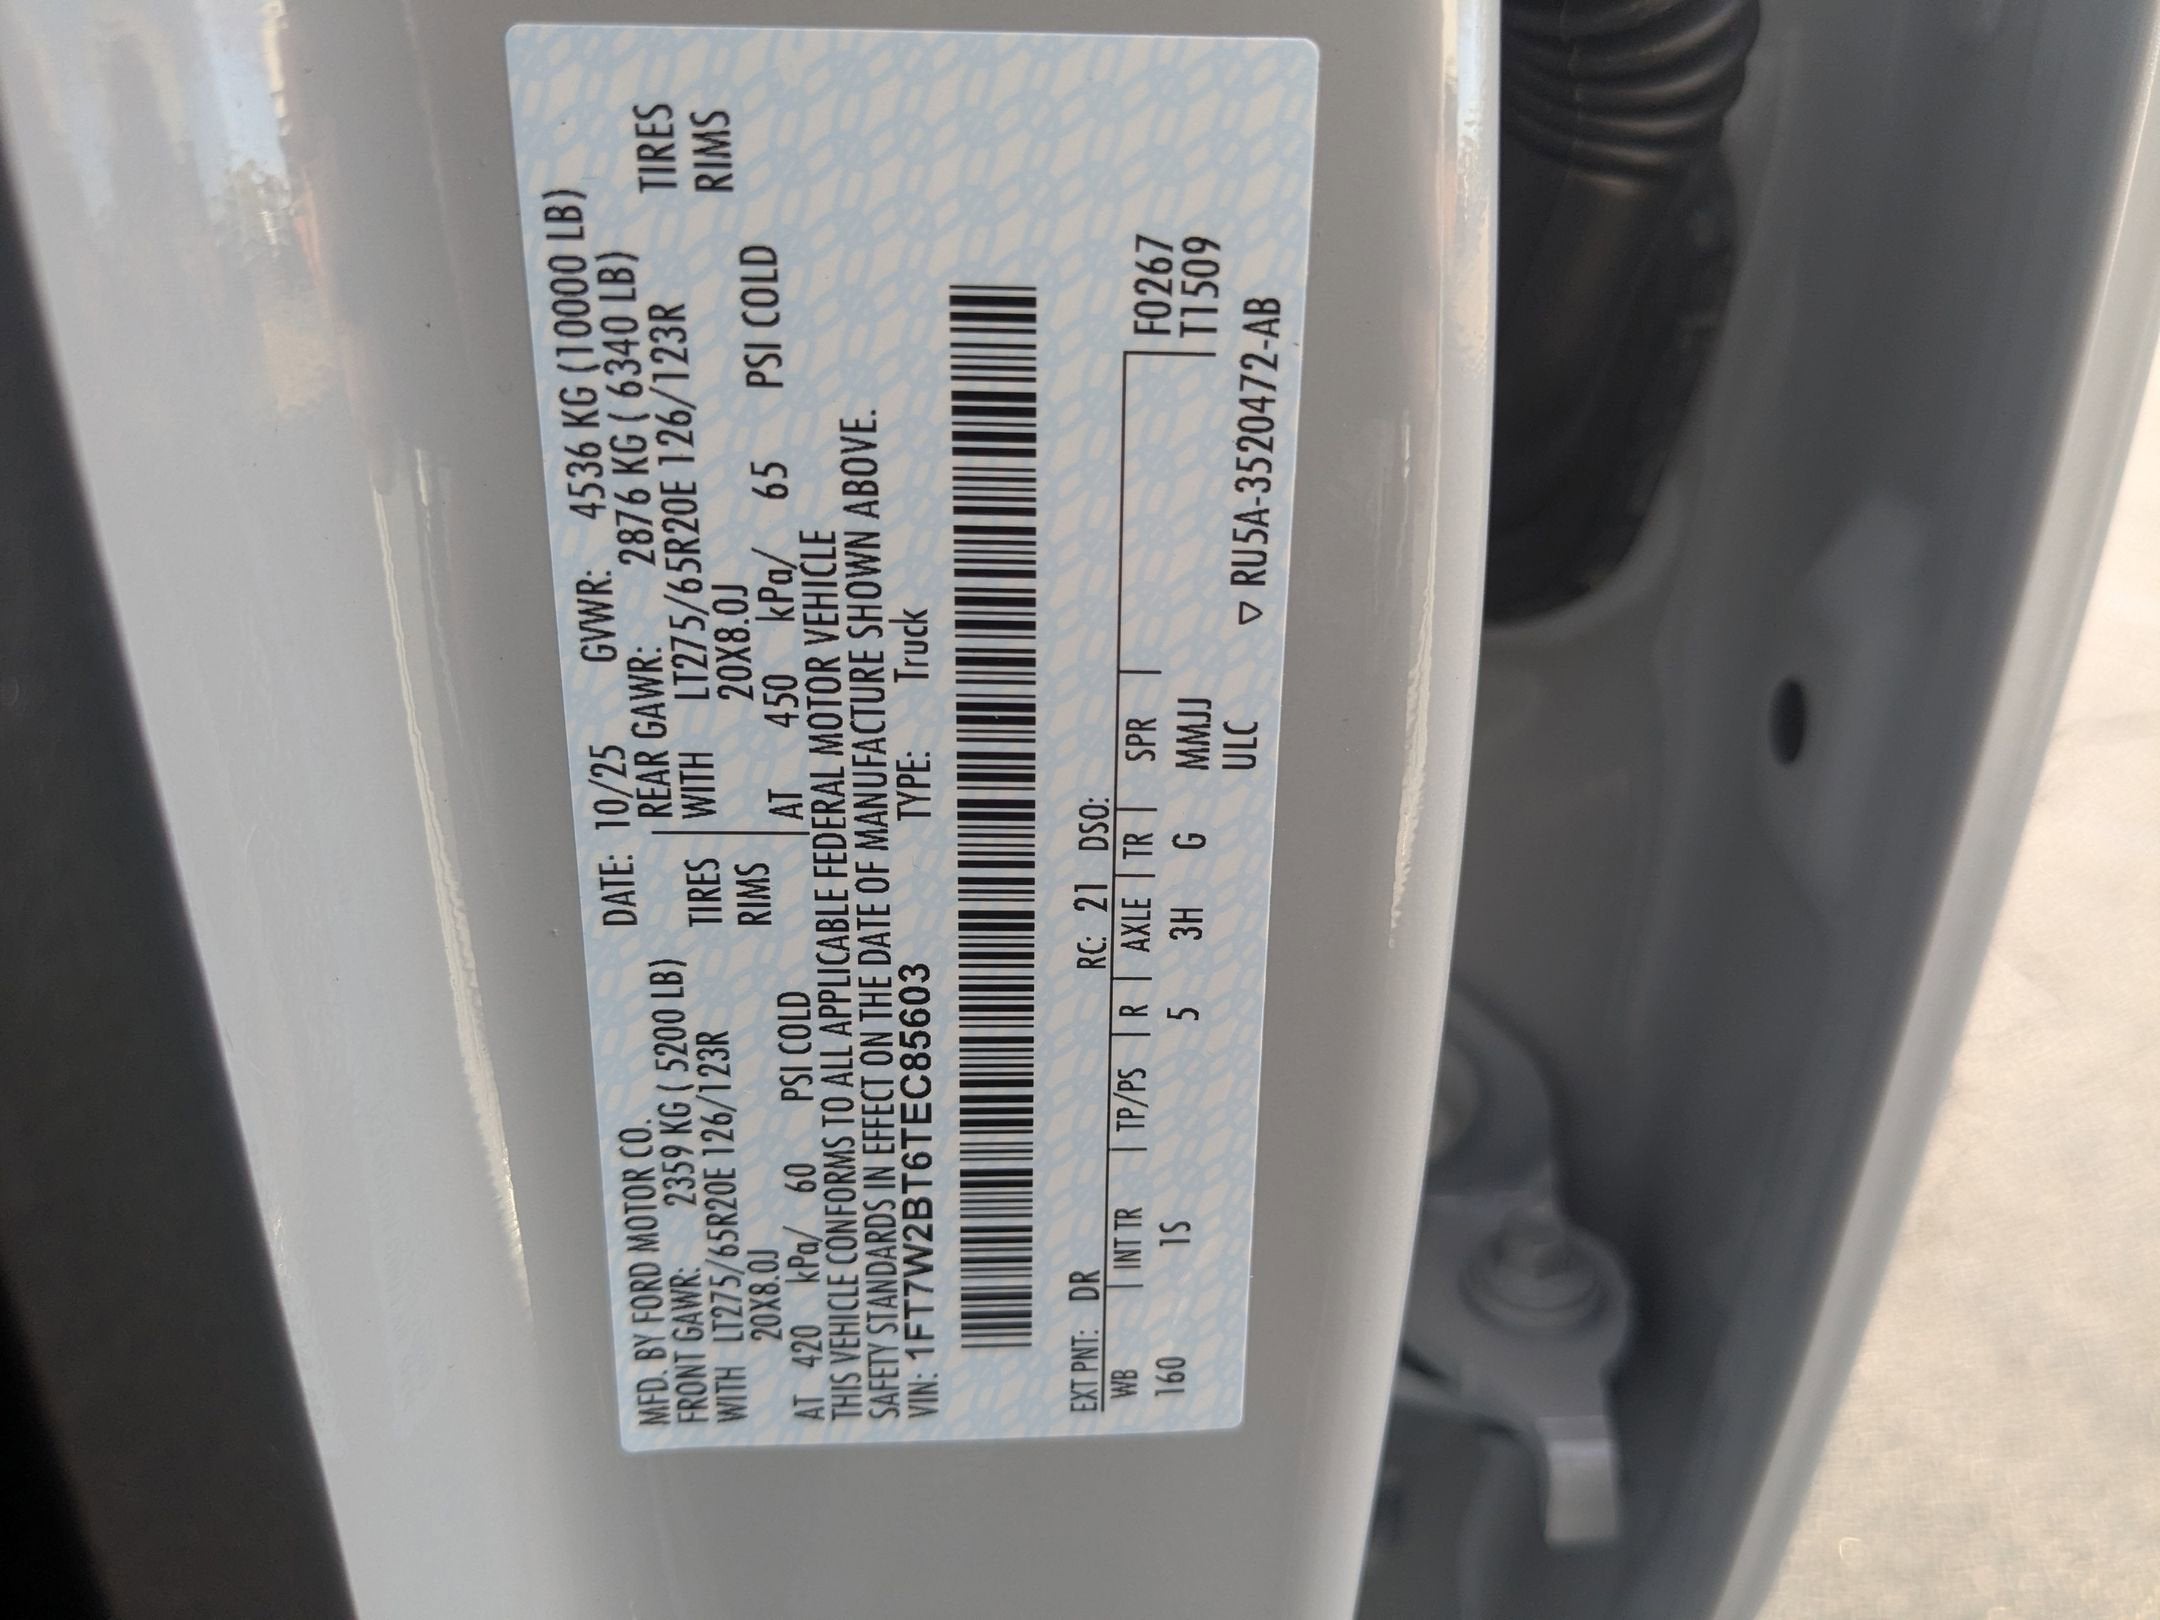 MFD. BY FORD MOTOR CO. DATE: 10/25 GVWR: 4536 KG (10000 LB)
FRONT GAWR: 2359 KG ( 5200 LB) REAR GAWR: 2876 KG ( 6340 LB)
WITH LT275/65R20E 126/123R TIRES WITH LT275/65R20E 126/123R TIRES
20X8.0J RIMS 20X8.0J RIMS
AT 420 kPa/ 60 PSI COLD AT 450 kPa/ 65 PSI COLD
THIS VEHICLE CONFORMS TO ALL APPLICABLE FEDERAL MOTOR VEHICLE
SAFETY STANDARDS IN EFFECT ON THE DATE OF MANUFACTURE SHOWN ABOVE.
VIN: 1FT7W2BT6TEC85603 TYPE: Truck
EXT PNT: DR RC: 21 DSO:
WB | INT TR | TP/PS | R | AXLE | TR | SPR | F0267
160 1S 5 3H G MMJJ T1509
ULC ▽ RU5A-3520472-AB